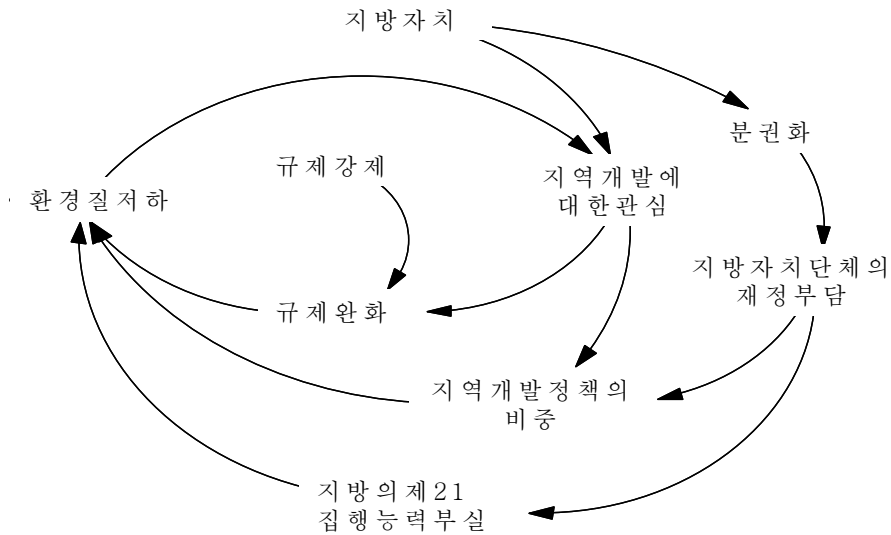 지방자치
분권화
규제강제
지역개발에
대한관심
환경질저하
지방자치단체의
재정부담
규제완화
지역개발정책의
비중
지방의제21
집행능력부실